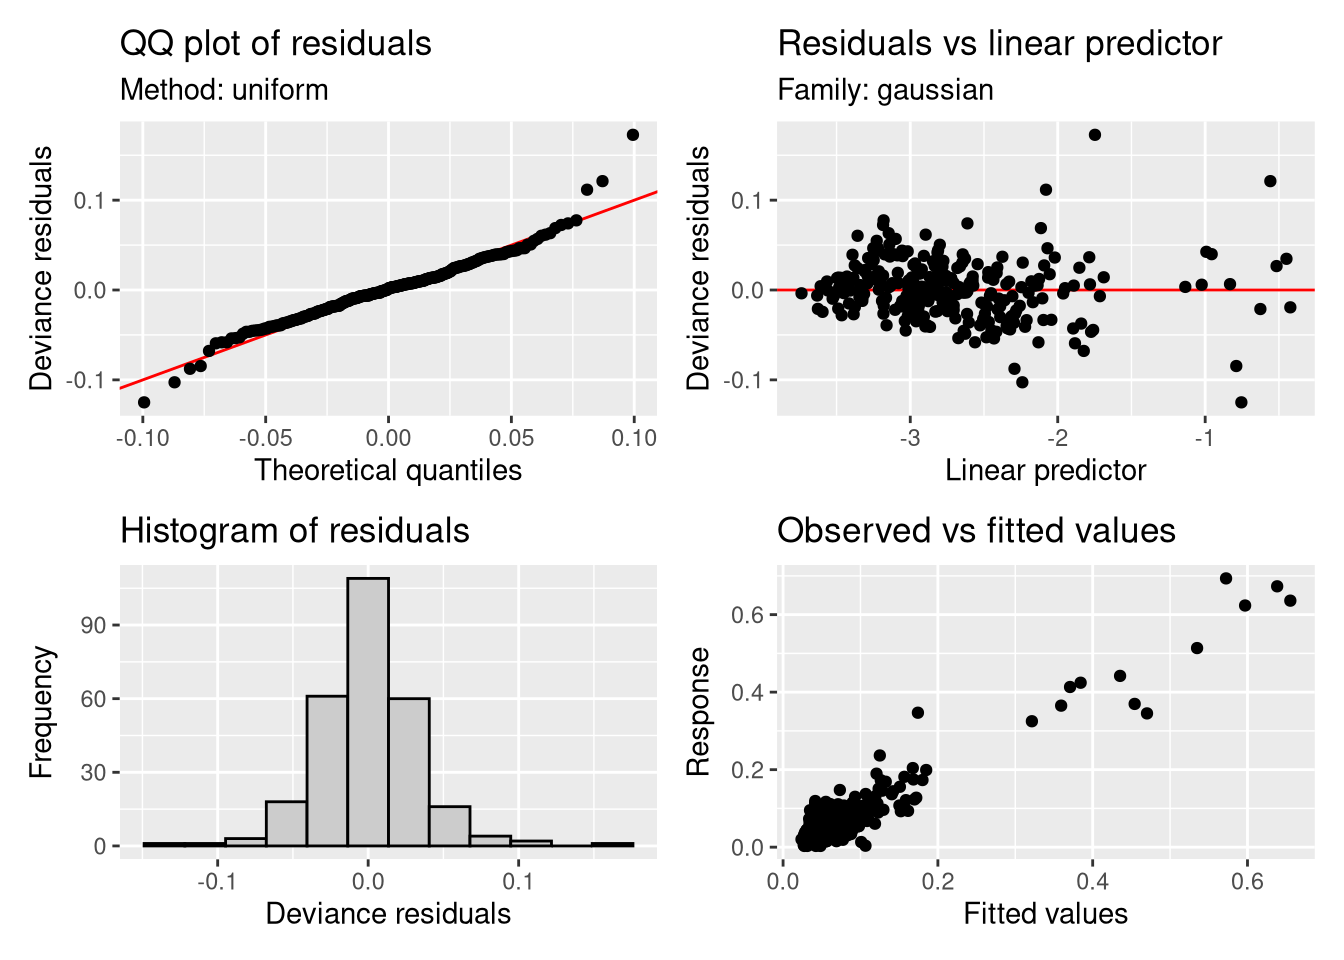 QQ plot of residuals
Method: uniform
Deviance residuals
0.1
0.0
-0.1
-0.10
-0.05
0.00
0.05
0.10
Theoretical quantiles
Residuals vs linear predictor
Family: gaussian
Deviance residuals
0.1
0.0
-0.1
-3
-2
-1
Linear predictor
Histogram of residuals
Frequency
90
60
30
0
-0.1
0.0
0.1
Deviance residuals
Observed vs fitted values
Response
0.6
0.4
0.2
0.0
0.0
0.2
0.4
0.6
Fitted values